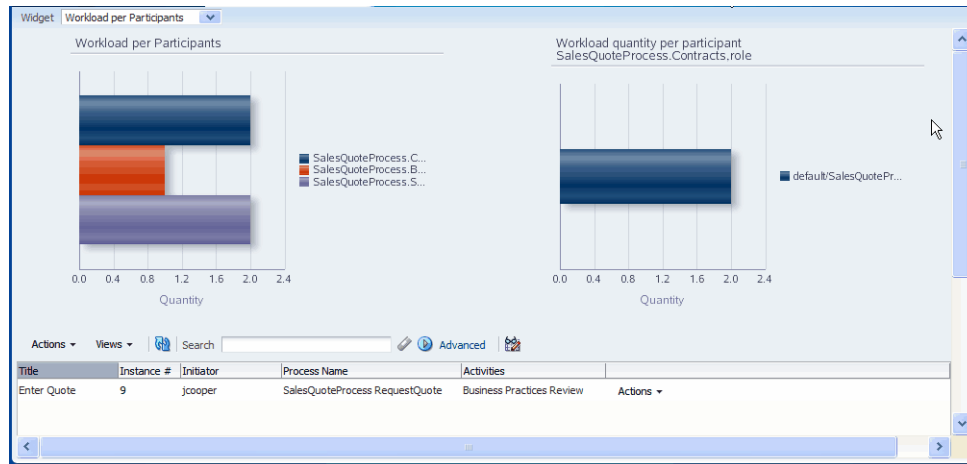 Widget Workload per Participants
Workload per Participants
SalesQuoteProcess.C...
SalesQuoteProcess.B...
SalesQuoteProcess.S...
0.0 0.4 0.8 1.2 1.6 2.0 2.4
Quantity
Workload quantity per participant
SalesQuoteProcess.Contracts,role
default/SalesQuotePr...
0.0 0.4 0.8 1.2 1.6 2.0 2.4
Quantity
Actions Views Search Advanced
Title Instance # Initiator Process Name Activities
Enter Quote 9 jcooper SalesQuoteProcess RequestQuote Business Practices Review Actions